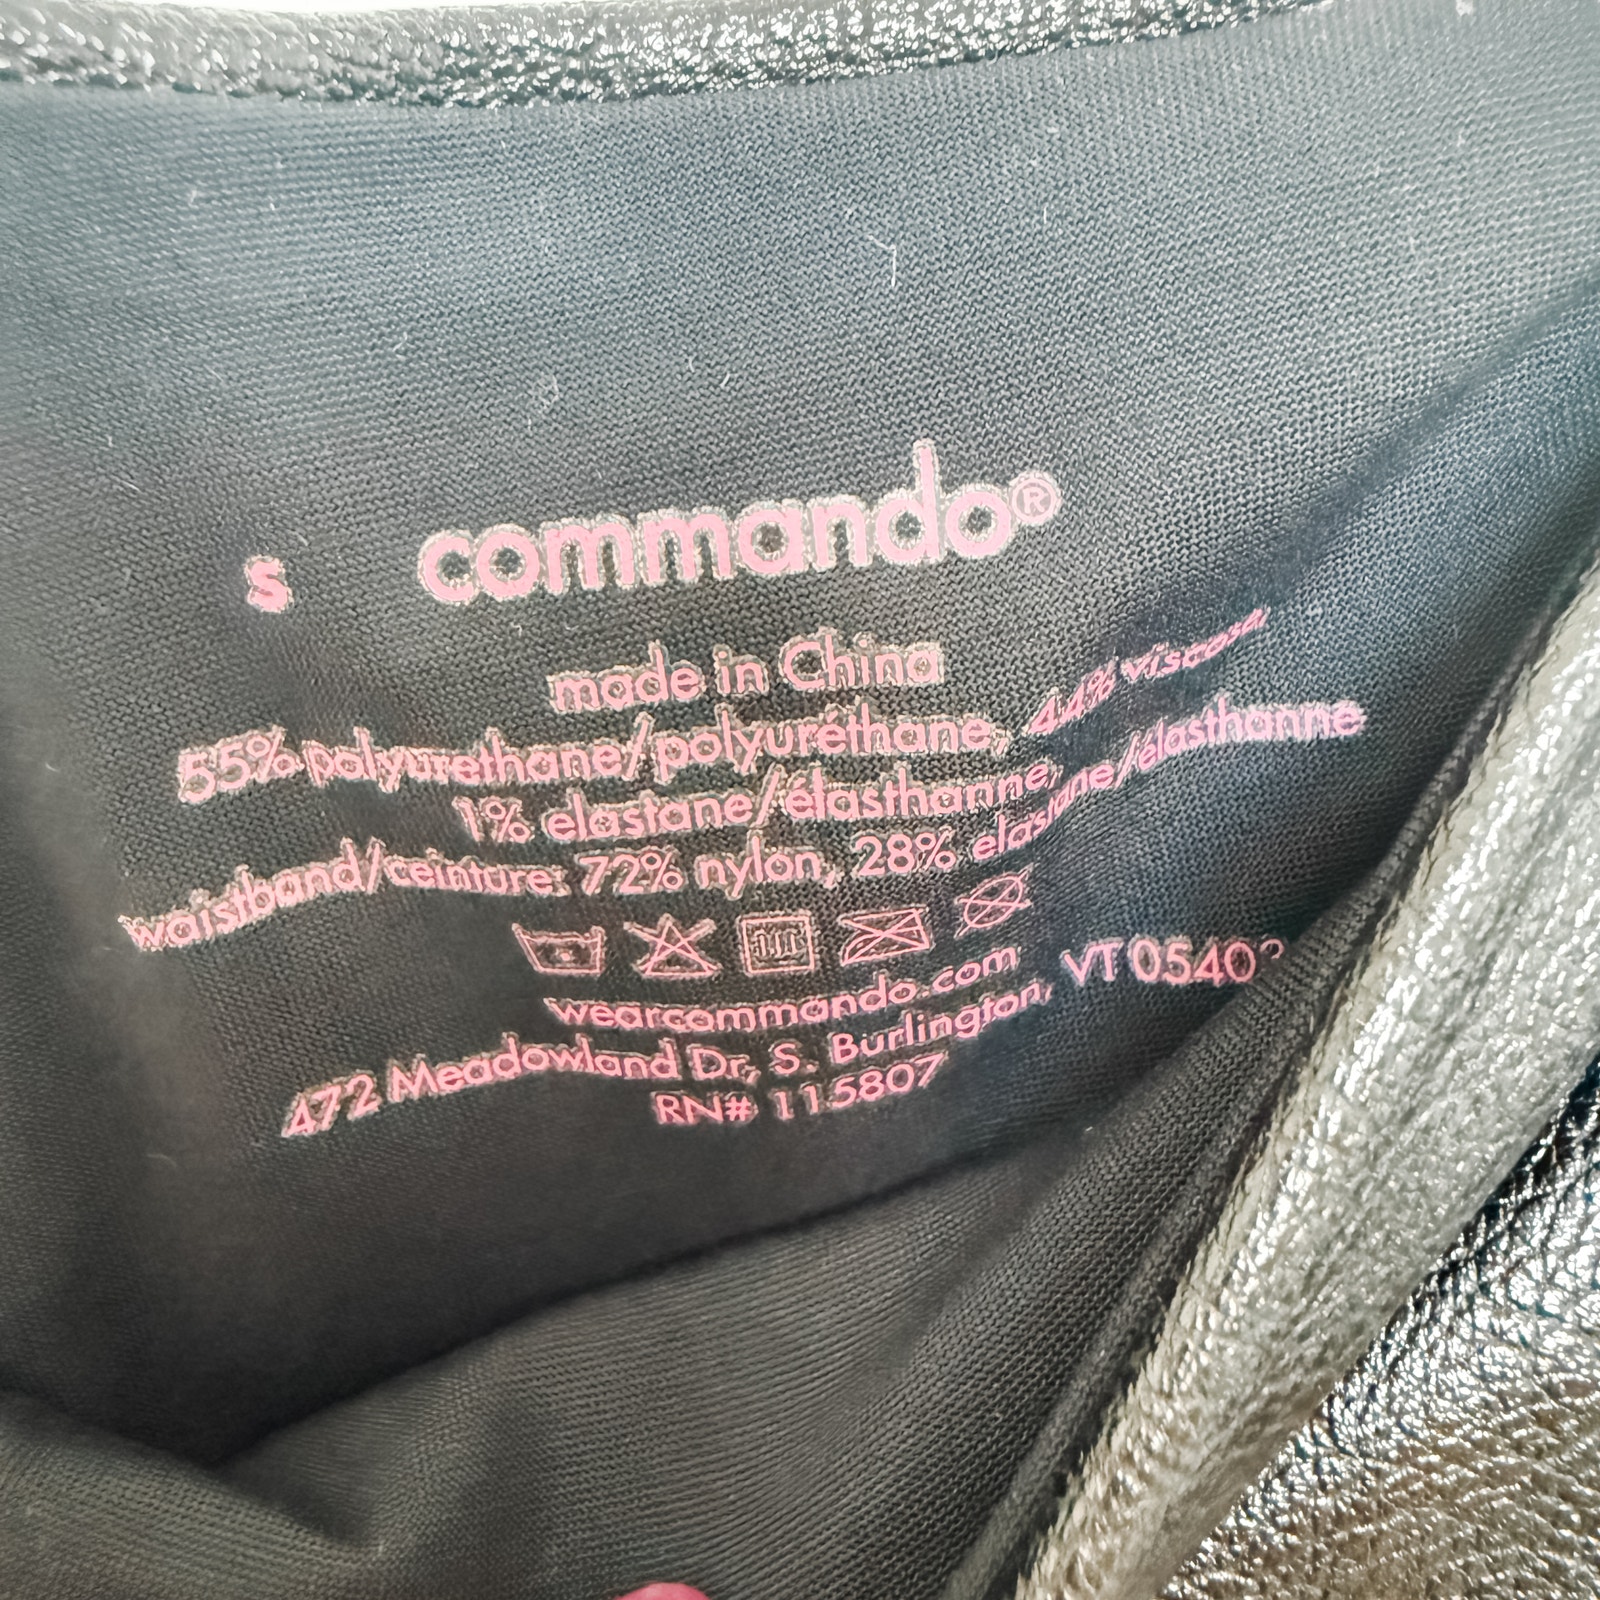 s commando®
made in China
55% polyurethane/polyuréthane, 44% viscose,
1% elastane/élasthanne,
waistband/ceinture: 72% nylon, 28% elastane/élasthanne
wearcommando.com
472 Meadowland Dr, S. Burlington, VT
RN# 115807